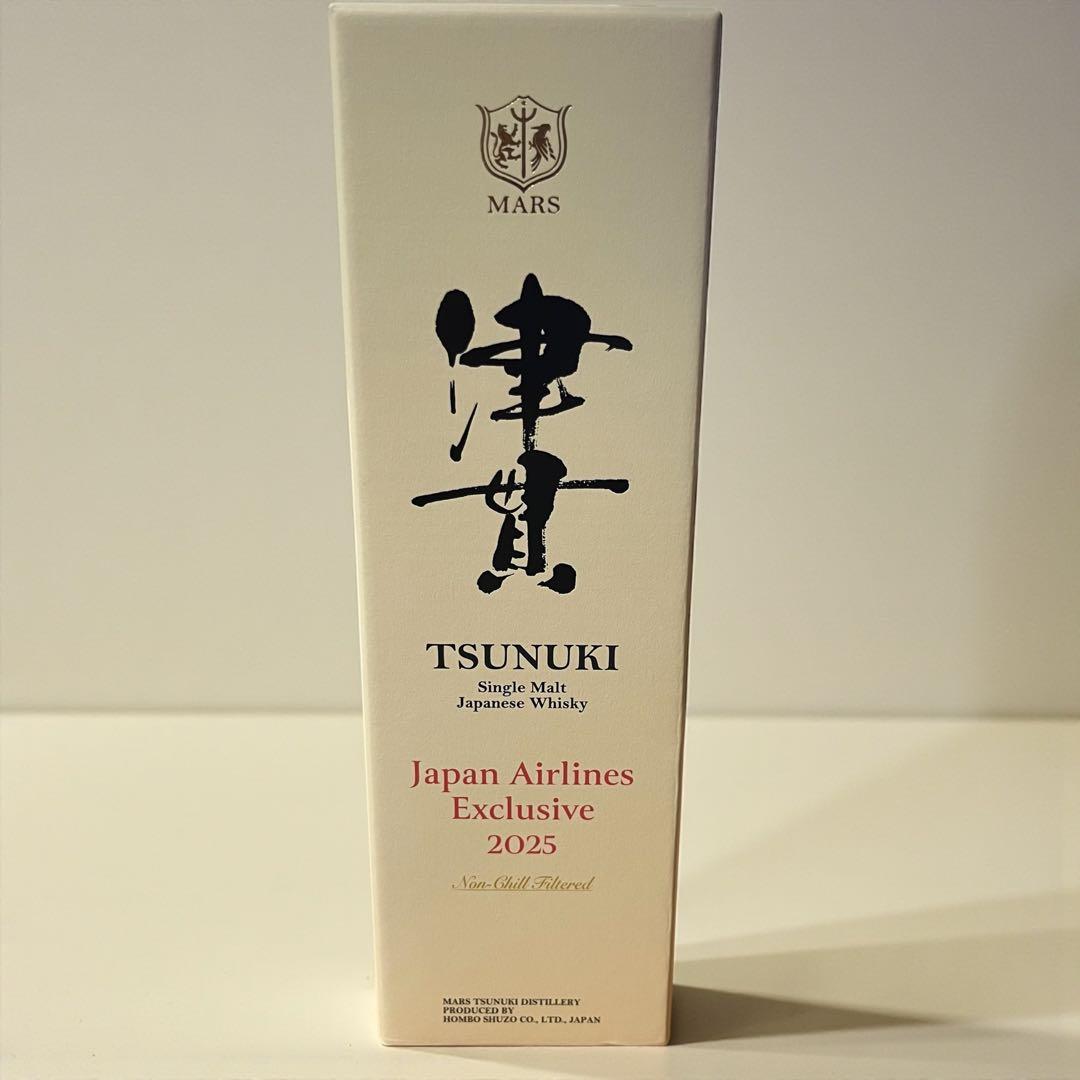 MARS
津貫
TSUNUKI
Single Malt
Japanese Whisky
Japan Airlines
Exclusive
2025
Non-Chill Filtered
MARS TSUNUKI DISTILLERY
PRODUCED BY
HOMBO SHUZO CO., LTD., JAPAN